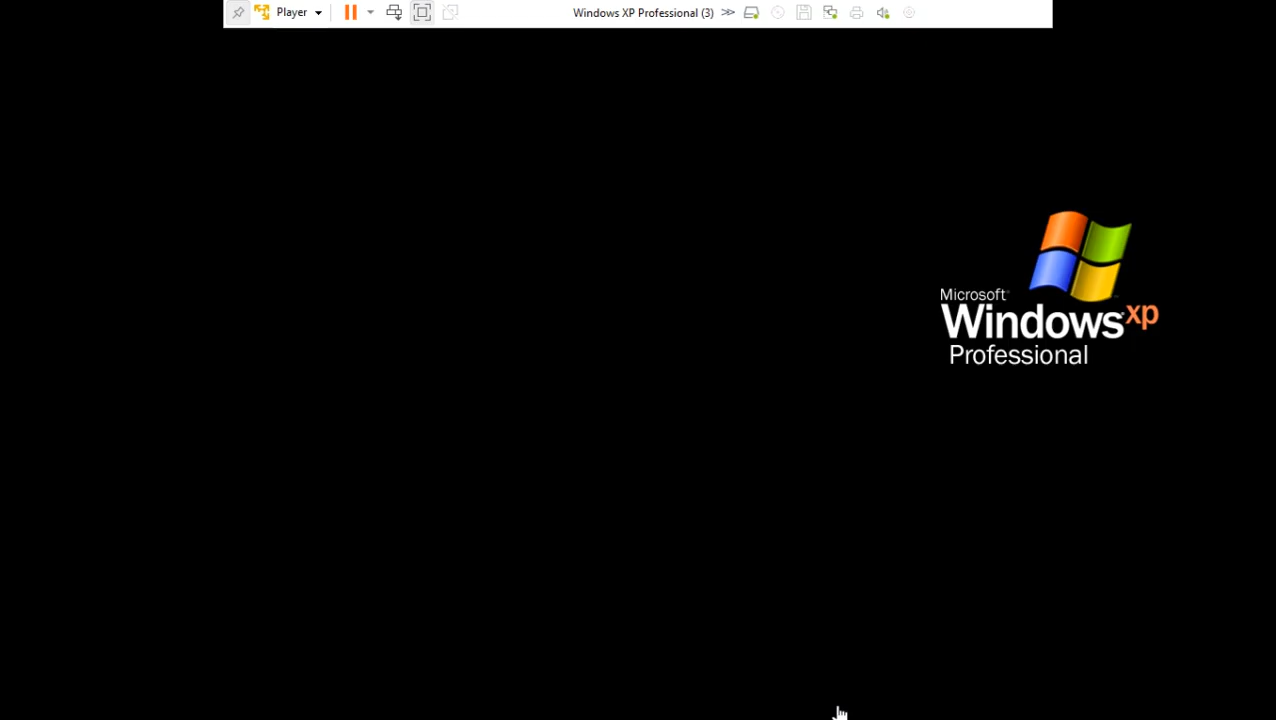 Player
Windows XP Professional (3)
Microsoft®
Windows xp
Professional